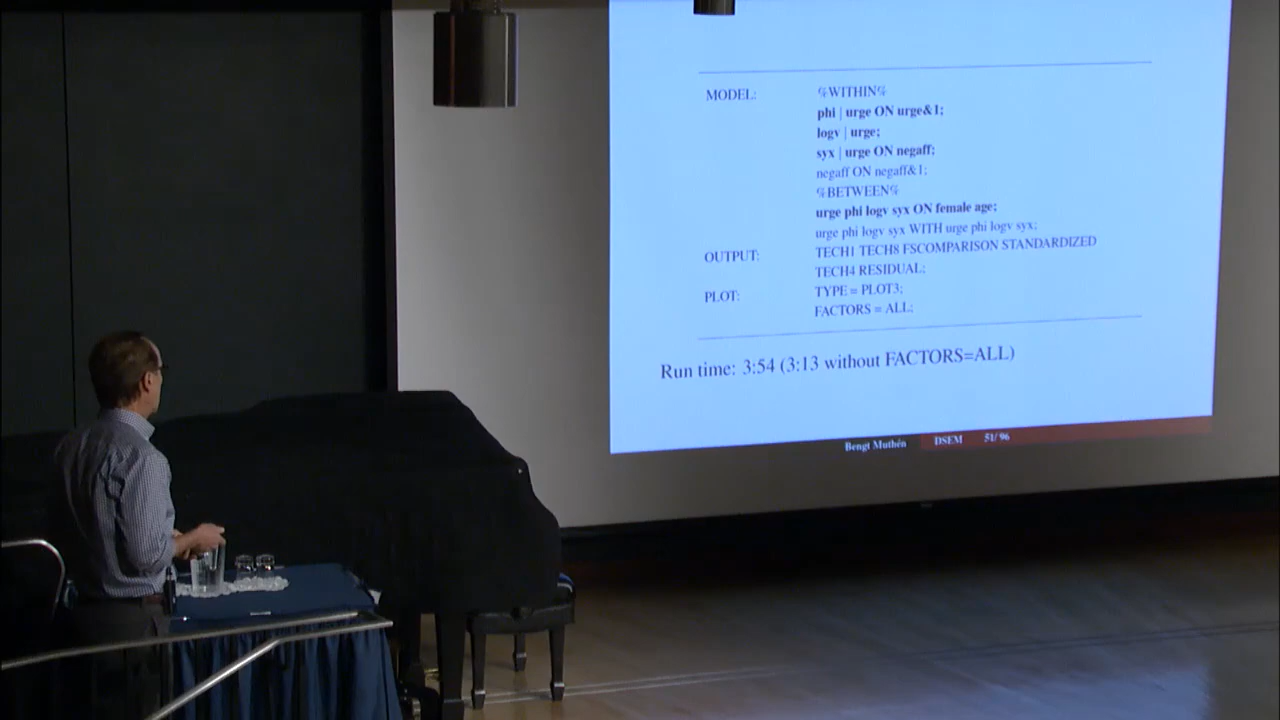 MODEL: %WITHIN%
phi | urge ON urge&1;
logv | urge;
syx | urge ON negaff;
negaff ON negaff&1;
%BETWEEN%
urge phi logv syx ON female age;
urge phi logv syx WITH urge phi logv syx;
OUTPUT: TECH1 TECH8 FSCOMPARISON STANDARDIZED
TECH4 RESIDUAL;
PLOT: TYPE = PLOT3;
FACTORS = ALL;
Run time: 3:54 (3:13 without FACTORS=ALL)
Bengt Muthén DSEM 51/ 96